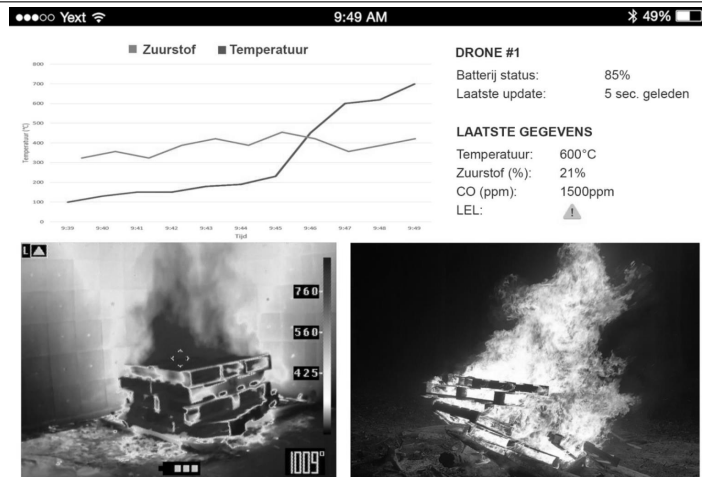 Yext 9:49 AM 49%
Zuurstof Temperatuur
800
700
600
500
400
300
200
100
0
Temperatuur (°C)
9:39 9:40 9:41 9:42 9:43 9:44 9:45 9:46 9:47 9:48 9:49
Tijd
DRONE #1
Batterij status: 85%
Laatste update: 5 sec. geleden
LAATSTE GEGEVENS
Temperatuur: 600°C
Zuurstof (%): 21%
CO (ppm): 1500ppm
LEL: !
L
760
560
425
1009°